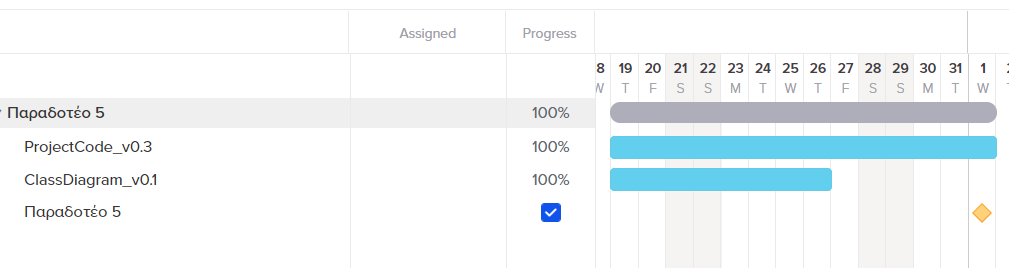 Assigned Progress
8 19 20 21 22 23 24 25 26 27 28 29 30 31 1
W T F S S M T W T F S S M T W
Παραδοτέο 5 100%
ProjectCode_v0.3 100%
ClassDiagram_v0.1 100%
Παραδοτέο 5